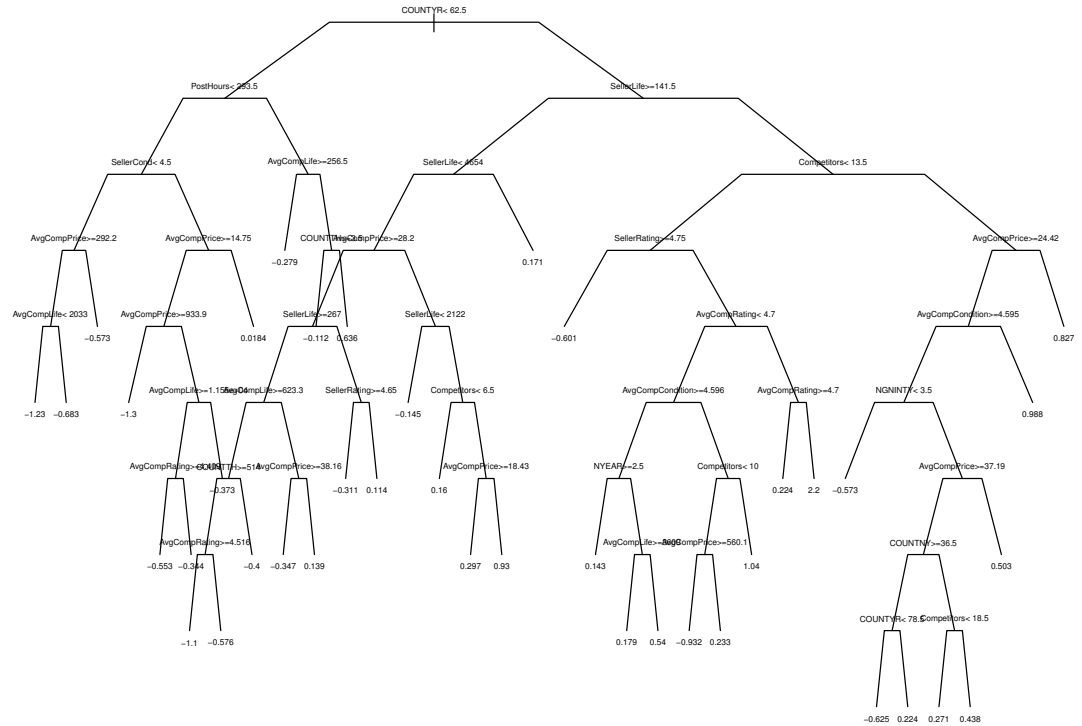 COUNTYR< 62.5
PostHours< 293.5
SellerLife>=141.5
SellerCond< 4.5
AvgCompLife>=256.5
SellerLife< 4654
Competitors< 13.5
AvgCompPrice>=292.2
AvgCompPrice>=14.75
AvgCompPrice>=28.2
SellerRating>=4.75
AvgCompPrice>=24.42
−0.279
0.171
AvgCompLife< 2033
AvgCompPrice>=933.9
SellerLife>=267
SellerLife< 2122
AvgCompRating< 4.7
AvgCompCondition>=4.595
−0.573
0.0184
−0.112
0.636
−0.601
0.827
AvgCompLife>=623.3
SellerRating>=4.65
Competitors< 6.5
AvgCompCondition>=4.596
AvgCompRating>=4.7
NGNINTY< 3.5
−1.23
−0.683
−1.3
−0.145
0.988
AvgCompPrice>=38.16
AvgCompPrice>=18.43
NYEAR>=2.5
Competitors< 10
AvgCompPrice>=37.19
−0.373
−0.311
0.114
0.16
0.224
2.2
−0.573
AvgCompRating>=4.516
AvgCompPrice>=560.1
COUNTNY>=36.5
−0.553
−0.344
−0.4
−0.347
0.139
0.297
0.93
0.143
1.04
0.503
COUNTYR< 78.5
Competitors< 18.5
−1.1
−0.576
0.179
0.54
−0.932
0.233
−0.625
0.224
0.271
0.438